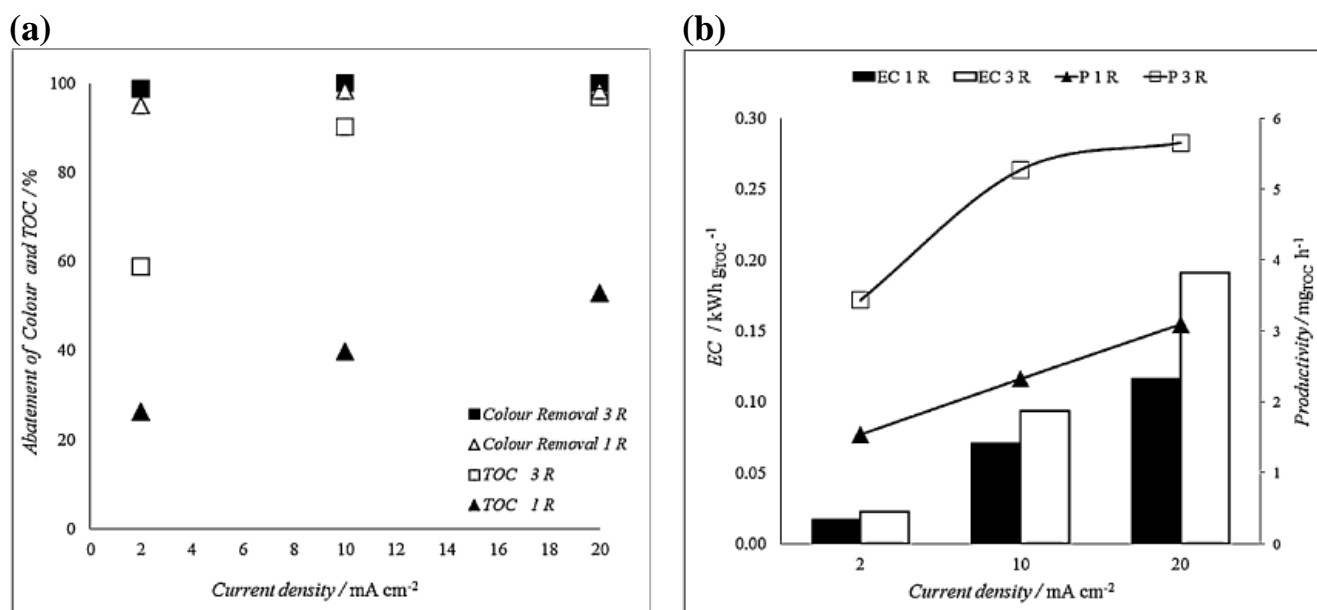 (a)
100
80
60
40
20
0
Abatement of Colour and TOC / %
Colour Removal 3 R
Colour Removal 1 R
TOC 3 R
TOC 1 R
0 2 4 6 8 10 12 14 16 18 20
Current density / mA cm-2
(b)
EC 1 R EC 3 R P 1 R P 3 R
0.30
0.25
0.20
0.15
0.10
0.05
0.00
EC / kWh gTOC-1
6
5
4
3
2
1
0
Productivity / mgTOC h-1
2 10 20
Current density / mA cm-2